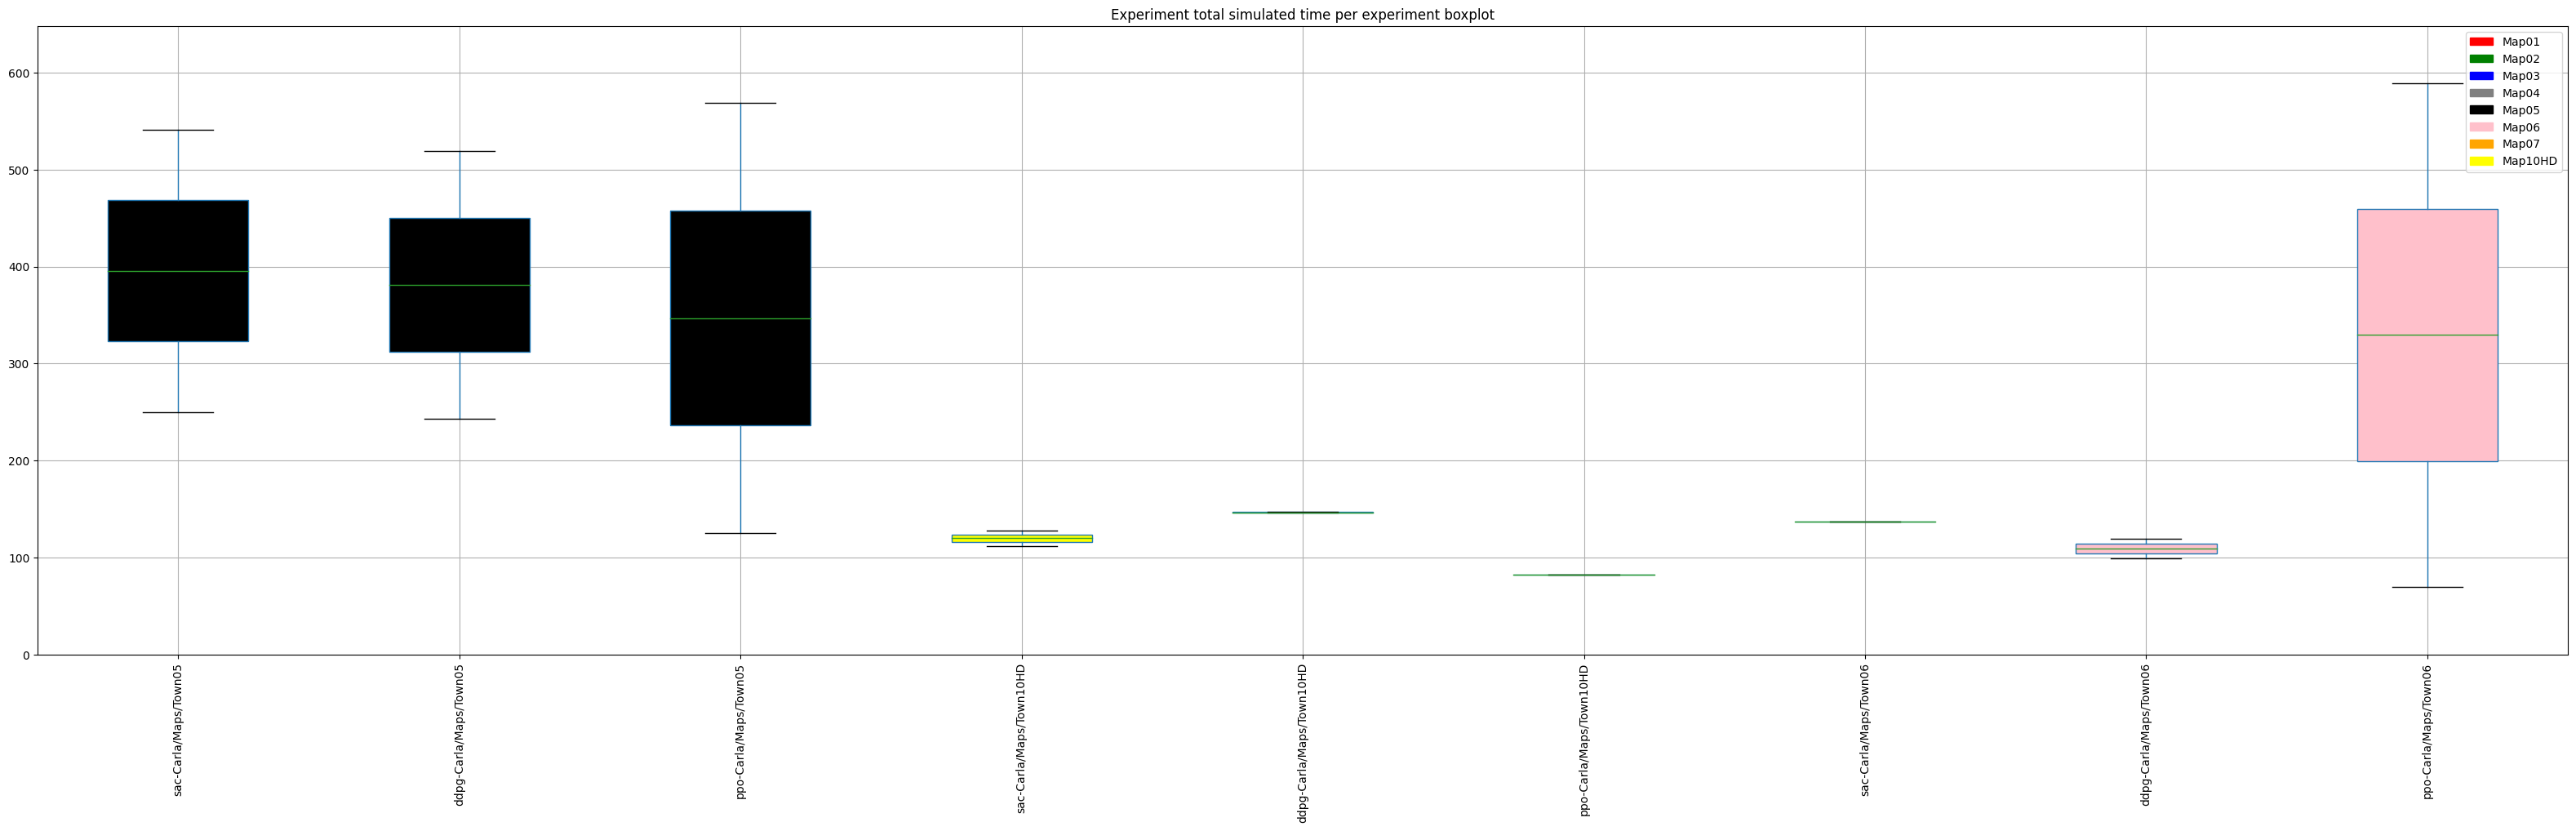 Experiment total simulated time per experiment boxplot
600
500
400
300
200
100
0
Map01
Map02
Map03
Map04
Map05
Map06
Map07
Map10HD
sac-Carla/Maps/Town05
ddpg-Carla/Maps/Town05
ppo-Carla/Maps/Town05
sac-Carla/Maps/Town10HD
ddpg-Carla/Maps/Town10HD
ppo-Carla/Maps/Town10HD
sac-Carla/Maps/Town06
ddpg-Carla/Maps/Town06
ppo-Carla/Maps/Town06